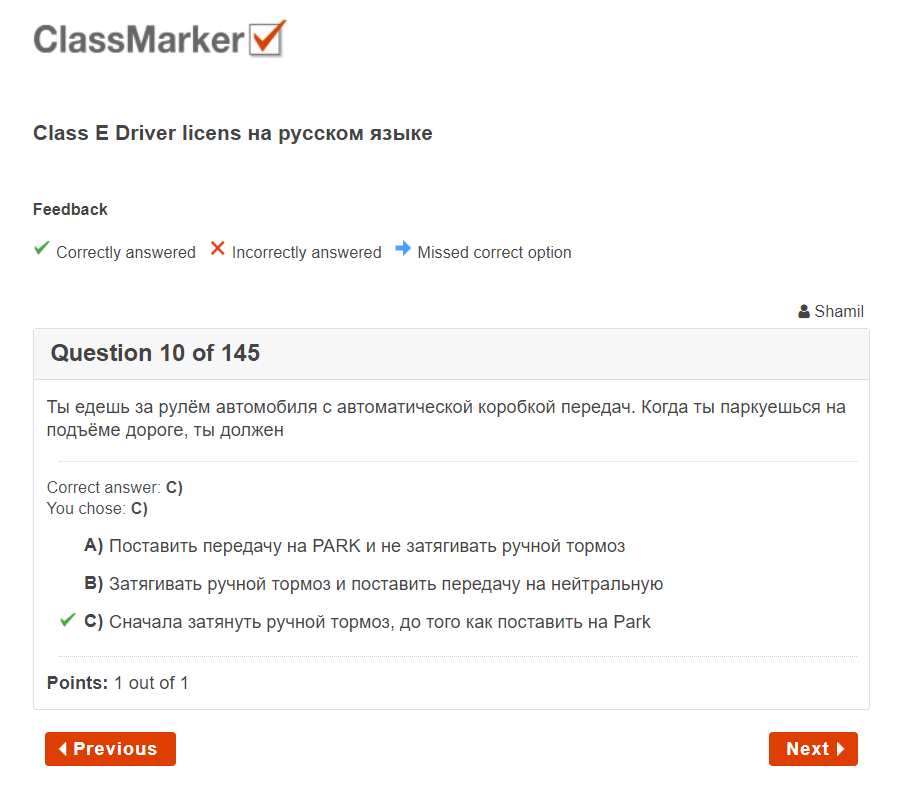 ClassMarker
Class E Driver licens на русском языке
Feedback
Correctly answered Incorrectly answered Missed correct option
Shamil
Question 10 of 145
Ты едешь за рулём автомобиля с автоматической коробкой передач. Когда ты паркуешься на
подъёме дороге, ты должен
Correct answer: C)
You chose: C)
A) Поставить передачу на PARK и не затягивать ручной тормоз
B) Затягивать ручной тормоз и поставить передачу на нейтральную
C) Сначала затянуть ручной тормоз, до того как поставить на Park
Points: 1 out of 1
Previous
Next